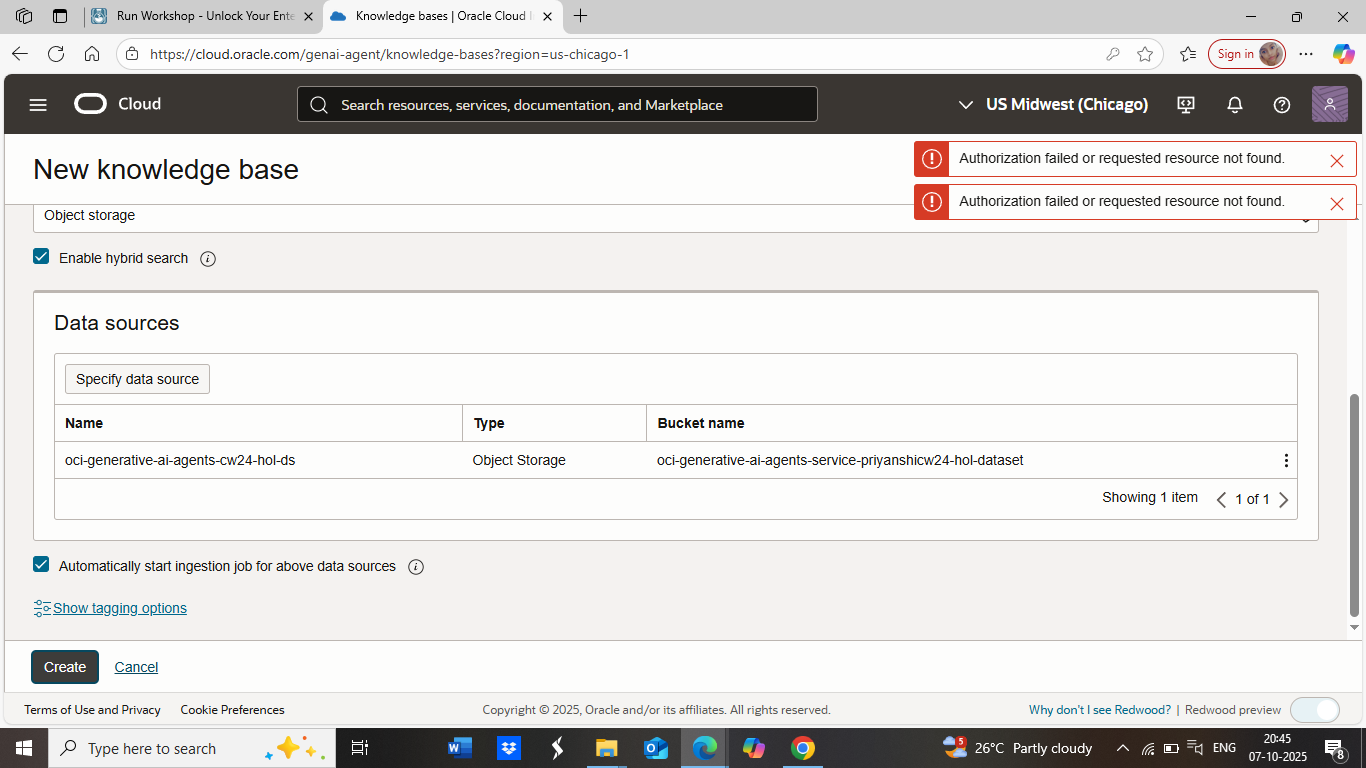 Run Workshop - Unlock Your Ente
Knowledge bases | Oracle Cloud I
https://cloud.oracle.com/genai-agent/knowledge-bases?region=us-chicago-1
Sign in
Cloud
Search resources, services, documentation, and Marketplace
US Midwest (Chicago)
New knowledge base
Authorization failed or requested resource not found.
Authorization failed or requested resource not found.
Object storage
Enable hybrid search
Data sources
Specify data source
Name Type Bucket name
oci-generative-ai-agents-cw24-hol-ds Object Storage oci-generative-ai-agents-service-priyanshicw24-hol-dataset
Showing 1 item 1 of 1
Automatically start ingestion job for above data sources
Show tagging options
Create Cancel
Terms of Use and Privacy Cookie Preferences Copyright © 2025, Oracle and/or its affiliates. All rights reserved. Why don't I see Redwood? | Redwood preview
Type here to search
5
26°C Partly cloudy
ENG
20:45
07-10-2025
8